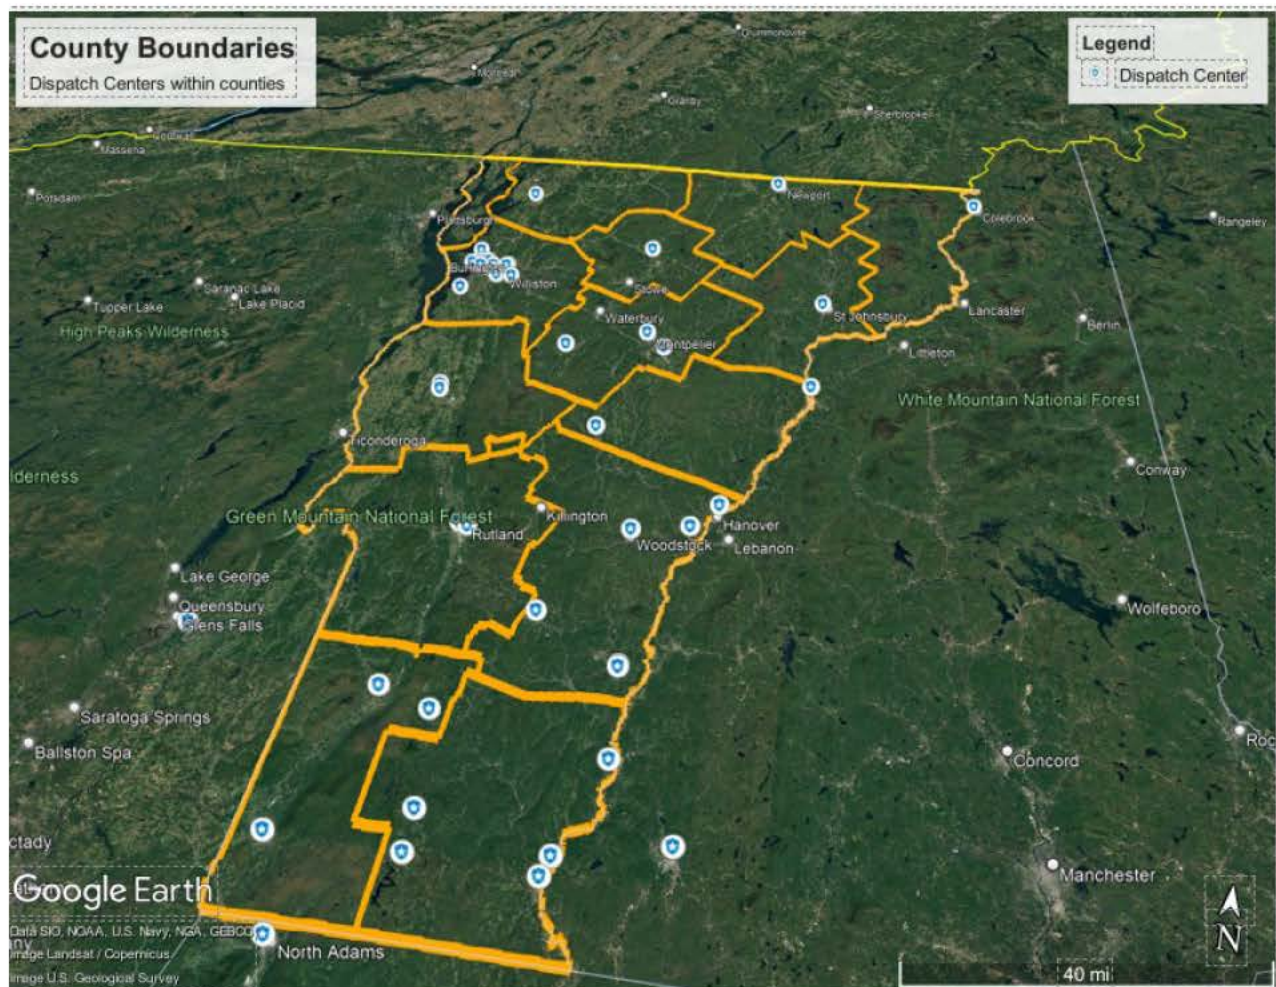 County Boundaries
Dispatch Centers within counties
Legend
Dispatch Center
Drummondville
Montreal
Granby
Sherbrooke
Massena
Potsdam
Newport
Colebrook
Rangeley
Saranac Lake
Tupper Lake
Lake Placid
High Peaks Wilderness
Williston
Stowe
Waterbury
Montpelier
St Johnsbury
Lancaster
Berlin
Littleton
White Mountain National Forest
Ticonderoga
Conway
lderness
Green Mountain National Forest
Killington
Rutland
Hanover
Woodstock
Lebanon
Lake George
Queensbury
Glens Falls
Wolfeboro
Saratoga Springs
Ballston Spa
Roc
Concord
ctady
Manchester
Google Earth
Data SIO, NOAA, U.S. Navy, NGA, GEBCO
North Adams
Image Landsat / Copernicus
Image U.S. Geological Survey
N
40 mi